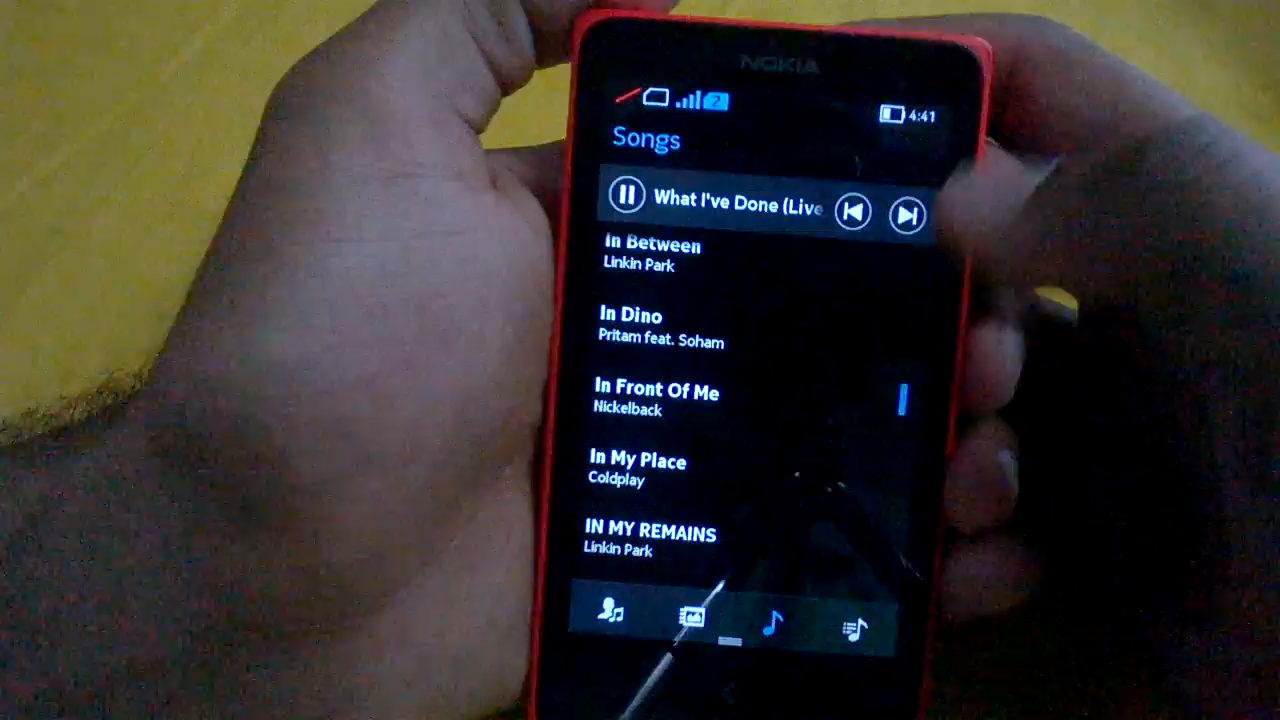 NOKIA
2
4:41
Songs
What I've Done (Live
In Between
Linkin Park
In Dino
Pritam feat. Soham
In Front Of Me
Nickelback
In My Place
Coldplay
IN MY REMAINS
Linkin Park